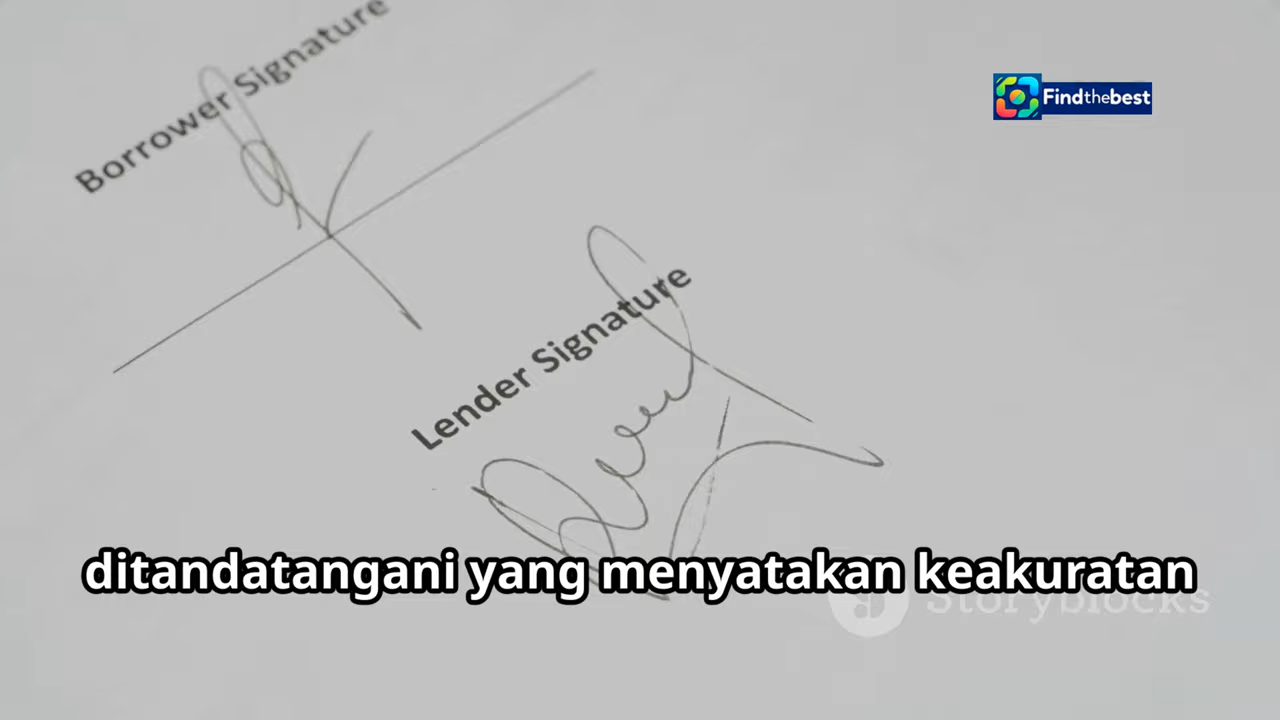 Borrower Signature
Findthebest
Lender Signature
ditandatangani yang menyatakan keakuratan
Storyblocks